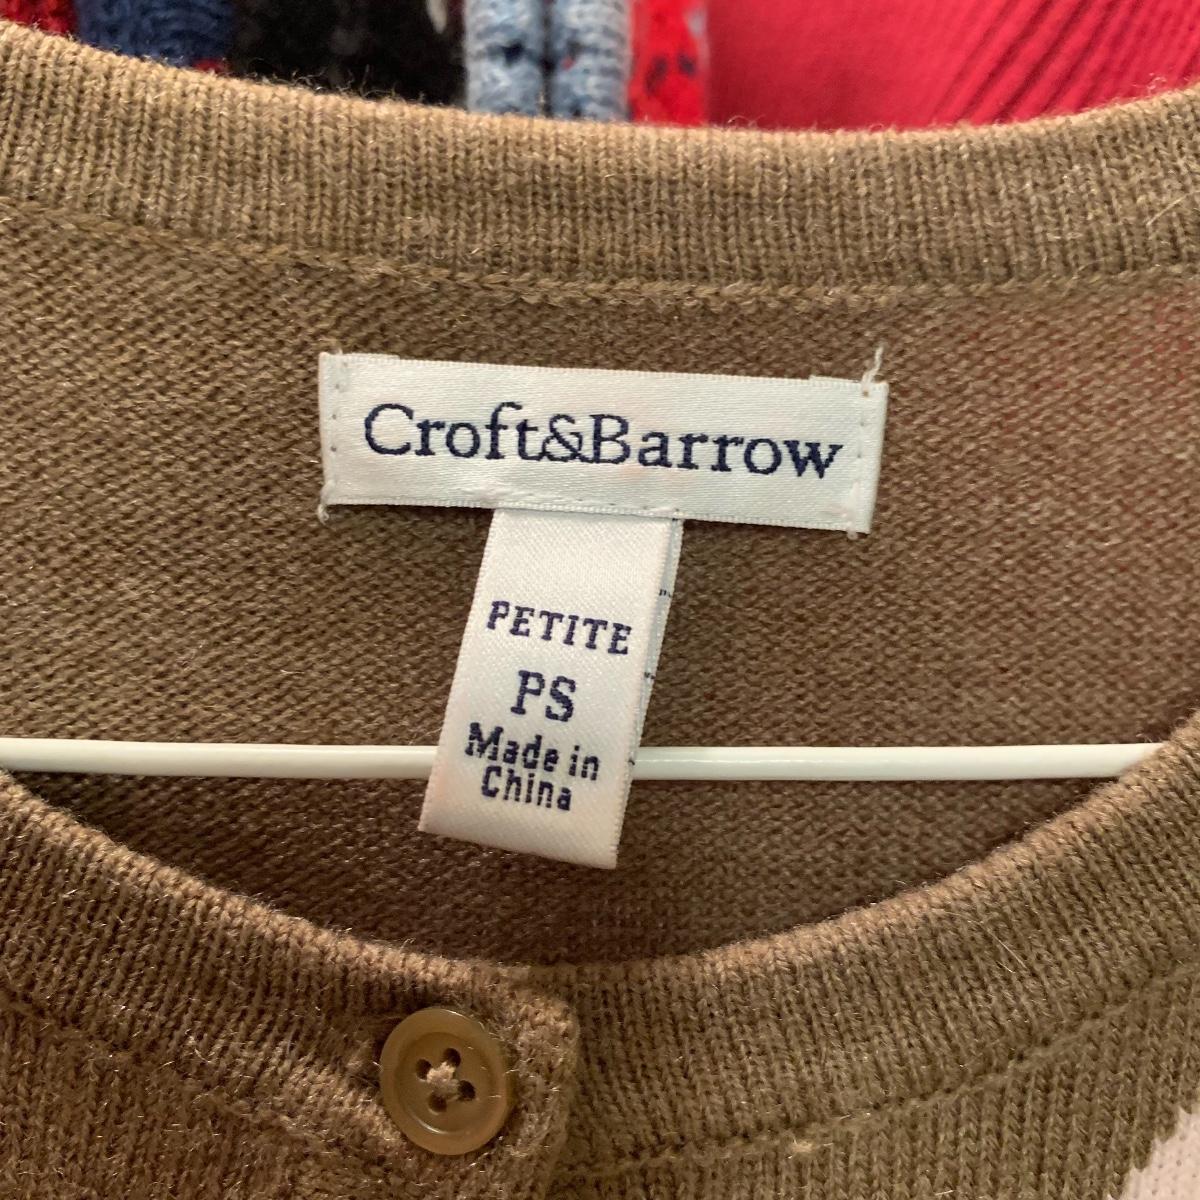 Croft&Barrow
PETITE
PS
Made in
China